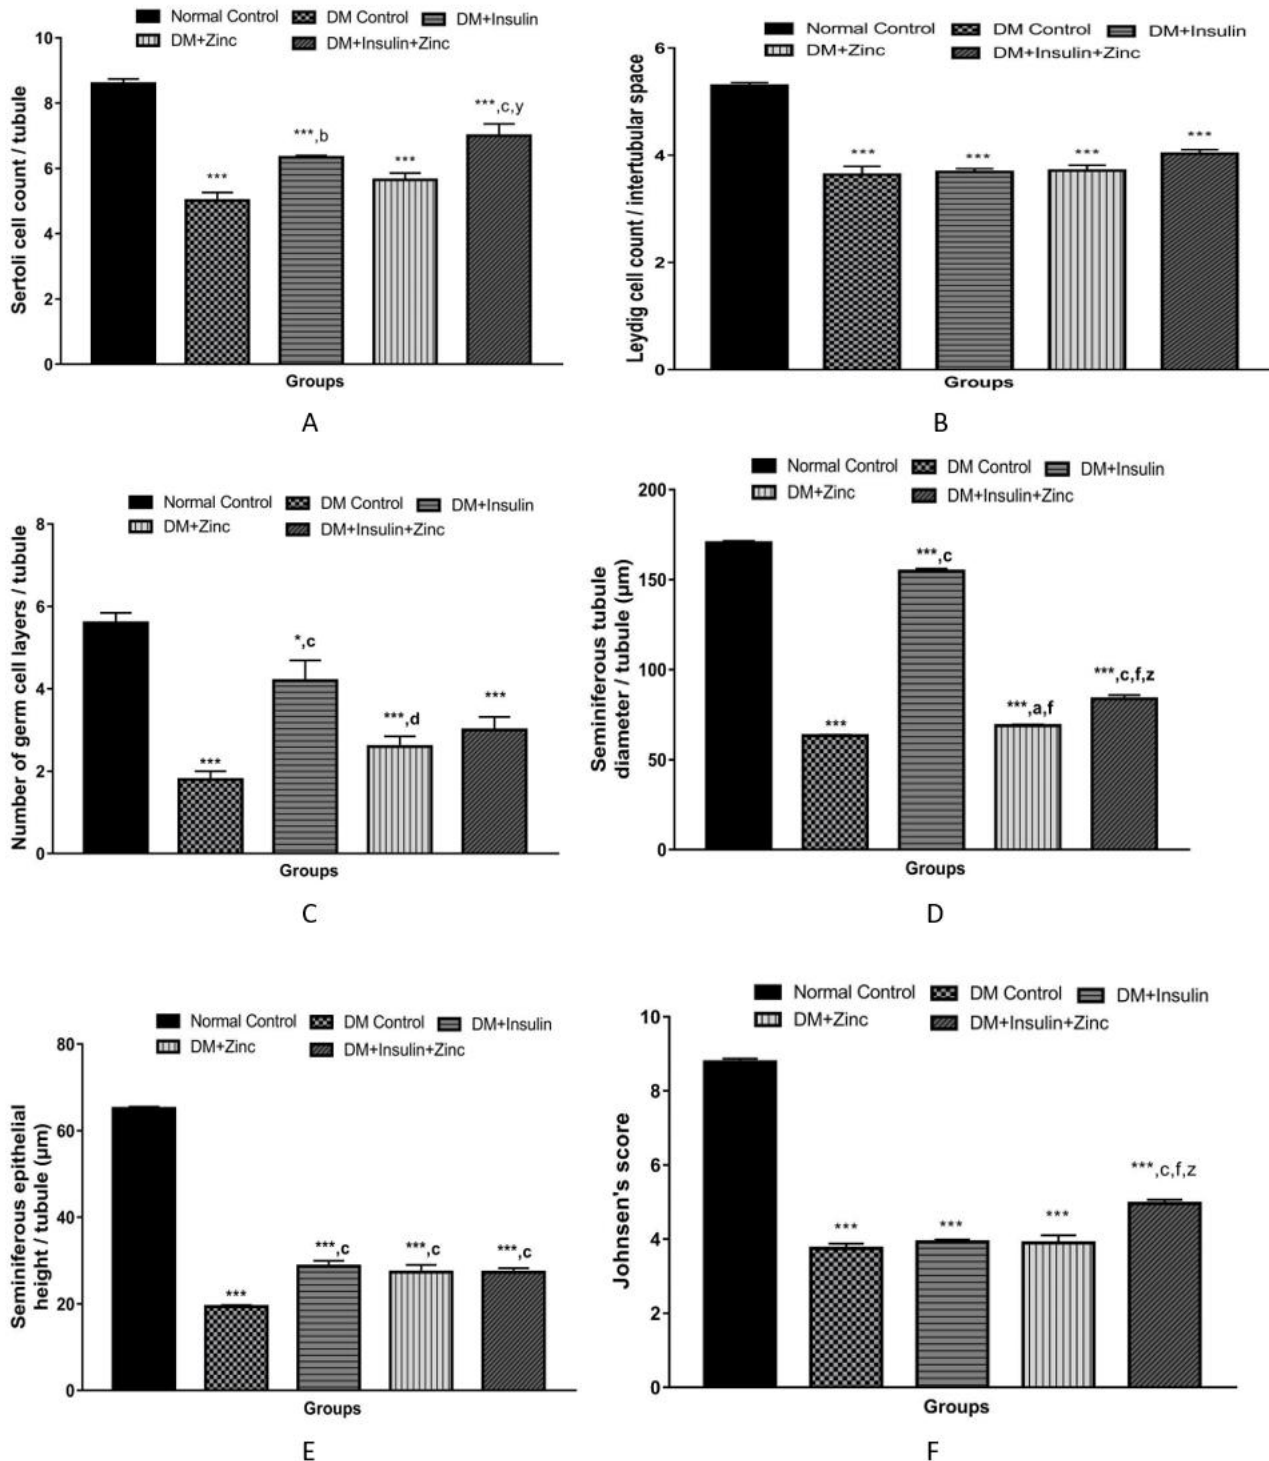 Normal Control DM Control DM+Insulin
DM+Zinc DM+Insulin+Zinc
Sertoli cell count / tubule
10
8
6
4
2
0
***
***,b
***
***,c,y
Groups
A
Normal Control DM Control DM+Insulin
DM+Zinc DM+Insulin+Zinc
Leydig cell count / intertubular space
6
4
2
0
***
***
***
***
Groups
B
Normal Control DM Control DM+Insulin
DM+Zinc DM+Insulin+Zinc
Number of germ cell layers / tubule
8
6
4
2
0
***
*,c
***,d
***
Groups
C
Normal Control DM Control DM+Insulin
DM+Zinc DM+Insulin+Zinc
Seminiferous tubule
diameter / tubule (µm)
200
150
100
50
0
***
***,c
***,a,f
***,c,f,z
Groups
D
Normal Control DM Control DM+Insulin
DM+Zinc DM+Insulin+Zinc
Seminiferous epithelial
height / tubule (µm)
80
60
40
20
0
***
***,c
***,c
***,c
Groups
E
Normal Control DM Control DM+Insulin
DM+Zinc DM+Insulin+Zinc
Johnsen's score
10
8
6
4
2
0
***
***
***
***,c,f,z
Groups
F